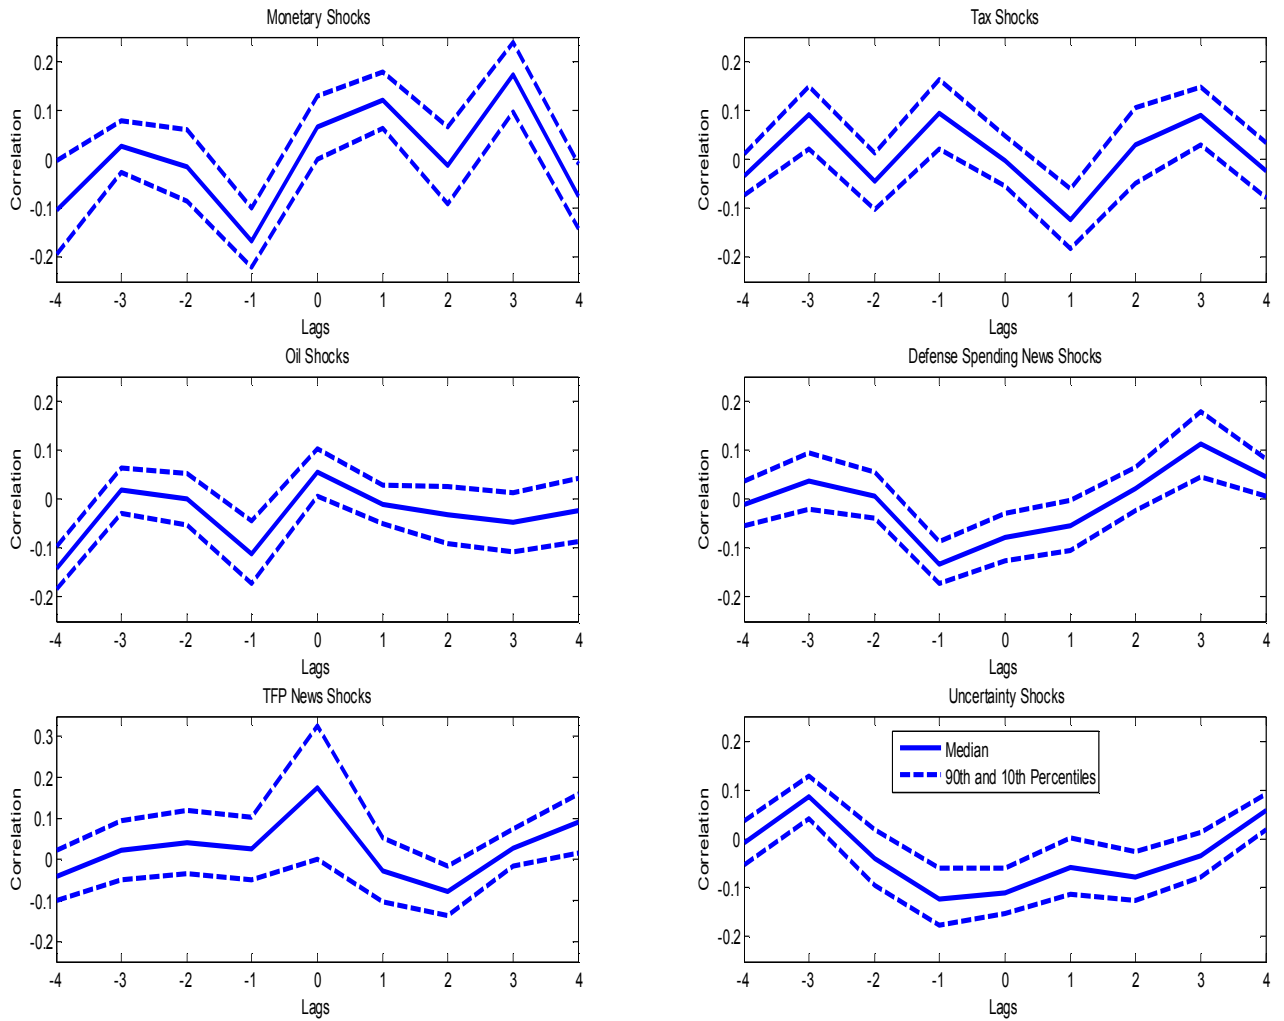 Monetary Shocks
0.2
0.1
0
-0.1
-0.2
Correlation
-4 -3 -2 -1 0 1 2 3 4
Lags
Tax Shocks
0.2
0.1
0
-0.1
-0.2
Correlation
-4 -3 -2 -1 0 1 2 3 4
Lags
Oil Shocks
0.2
0.1
0
-0.1
-0.2
Correlation
-4 -3 -2 -1 0 1 2 3 4
Lags
Defense Spending News Shocks
0.2
0.1
0
-0.1
-0.2
Correlation
-4 -3 -2 -1 0 1 2 3 4
Lags
TFP News Shocks
0.3
0.2
0.1
0
-0.1
-0.2
Correlation
-4 -3 -2 -1 0 1 2 3 4
Lags
Uncertainty Shocks
Median
90th and 10th Percentiles
0.2
0.1
0
-0.1
-0.2
Correlation
-4 -3 -2 -1 0 1 2 3 4
Lags